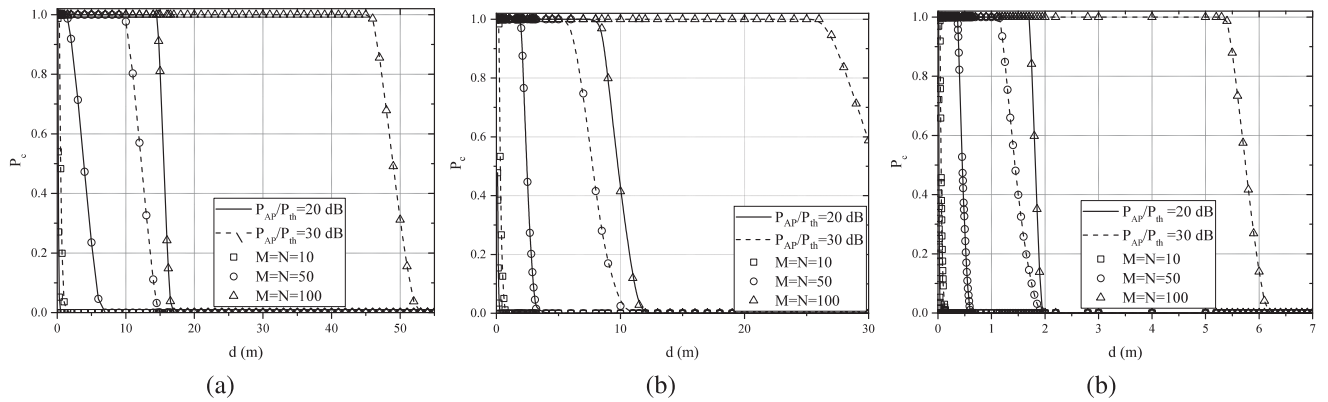 1.0
0.8
0.6
0.4
0.2
0.0
P_c
0 10 20 30 40 50
d (m)
P_AP/P_th=20 dB
P_AP/P_th=30 dB
M=N=10
M=N=50
M=N=100
(a)
1.0
0.8
0.6
0.4
0.2
0.0
P_c
0 10 20 30
d (m)
P_AP/P_th=20 dB
P_AP/P_th=30 dB
M=N=10
M=N=50
M=N=100
(b)
1.0
0.8
0.6
0.4
0.2
0.0
P_c
0 1 2 3 4 5 6 7
d (m)
P_AP/P_th=20 dB
P_AP/P_th=30 dB
M=N=10
M=N=50
M=N=100
(b)